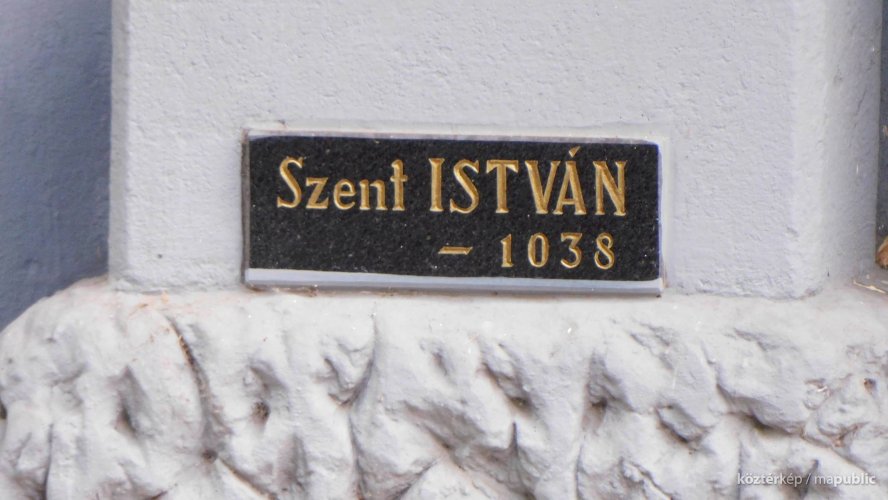 Szent ISTVÁN
– 1038
köztérkép / mapublic